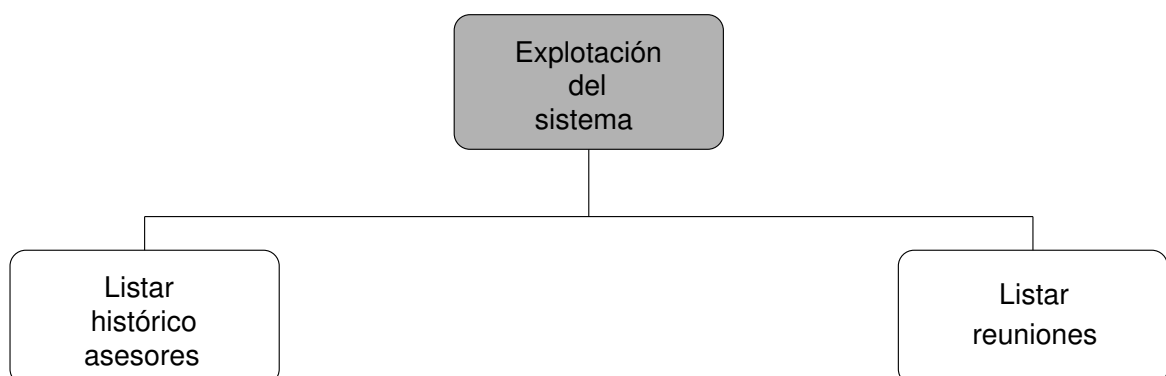 Explotación
del
sistema
Listar
histórico
asesores
Listar
reuniones